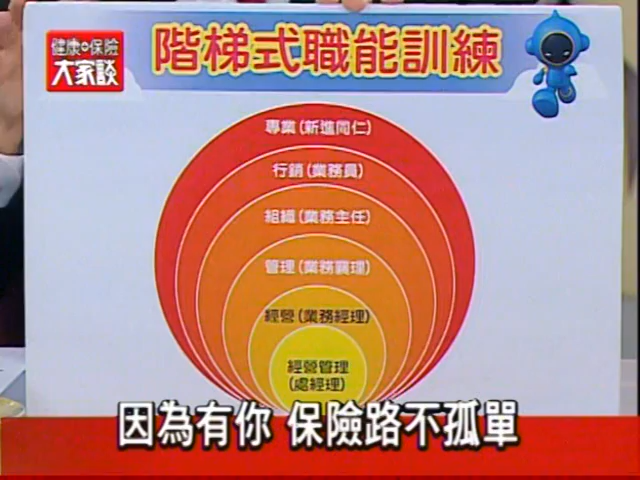 健康保險
大家談
階梯式職能訓練
專業(新進同仁)
行銷(業務員)
組織(業務主任)
管理(業務襄理)
經營(業務經理)
經營管理
(處經理)
因為有你 保險路不孤單